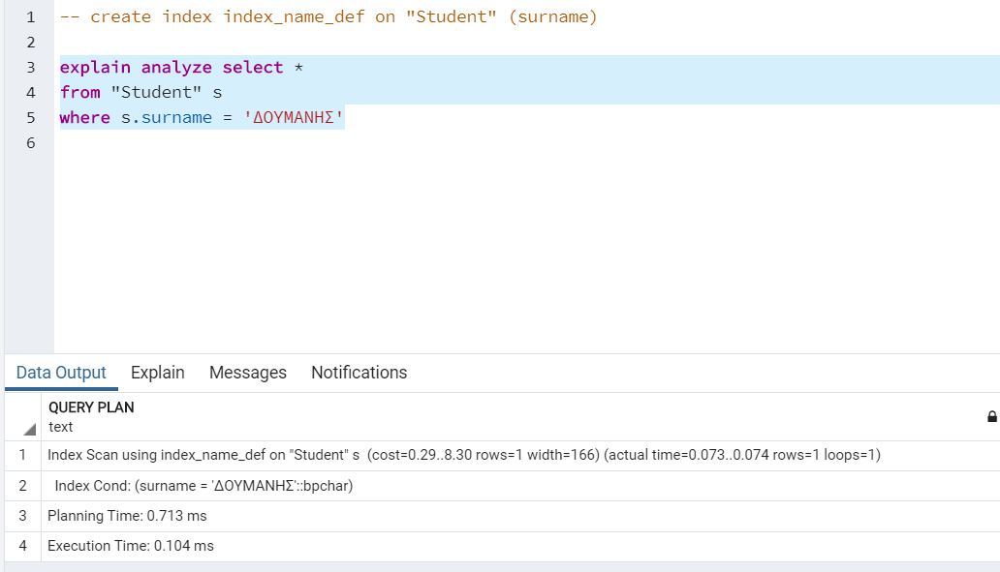 1 -- create index index_name_def on "Student" (surname)
2
3 explain analyze select *
4 from "Student" s
5 where s.surname = 'ΔΟΥΜΑΝΗΣ'
6
Data Output Explain Messages Notifications
QUERY PLAN
text
1 Index Scan using index_name_def on "Student" s (cost=0.29..8.30 rows=1 width=166) (actual time=0.073..0.074 rows=1 loops=1)
2 Index Cond: (surname = 'ΔΟΥΜΑΝΗΣ'::bpchar)
3 Planning Time: 0.713 ms
4 Execution Time: 0.104 ms